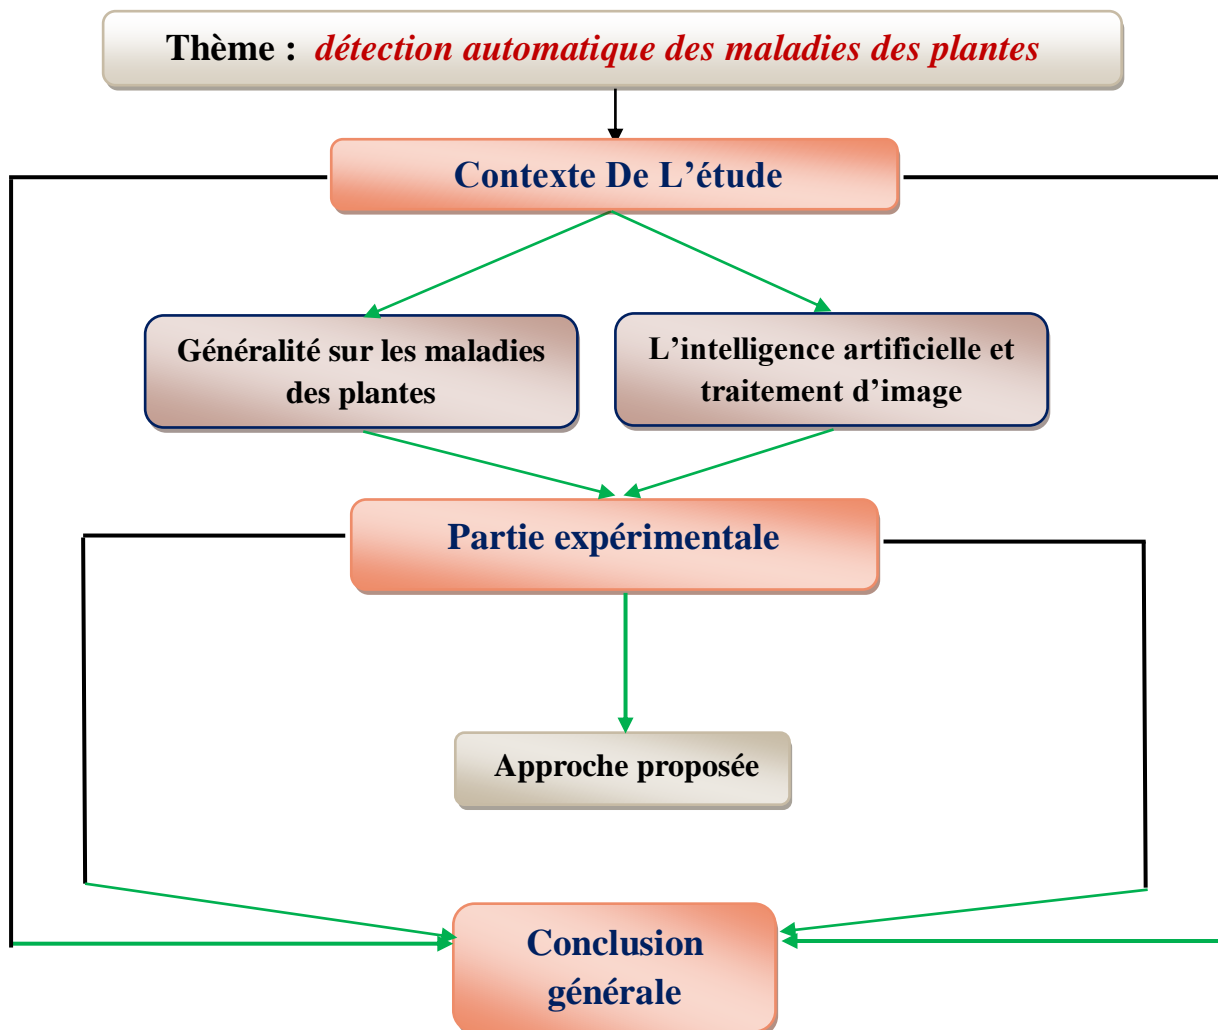 Thème : détection automatique des maladies des plantes
Contexte De L’étude
Généralité sur les maladies
des plantes
L’intelligence artificielle et
traitement d’image
Partie expérimentale
Approche proposée
Conclusion
générale